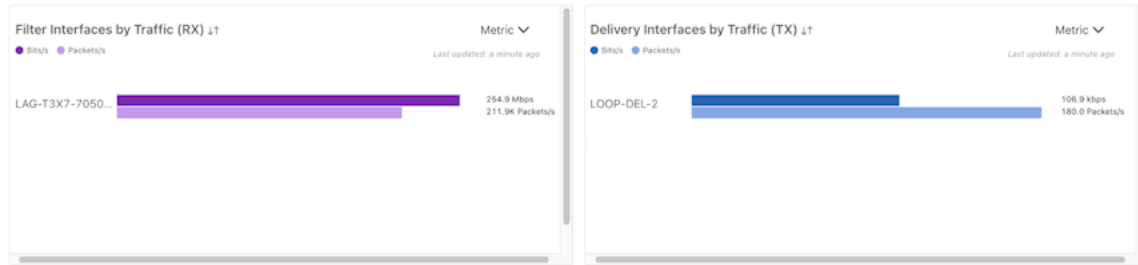 Filter Interfaces by Traffic (RX) ↓↑
Metric
Bits/s Packets/s
Last updated: a minute ago
LAG-T3X7-7050...
254.9 Mbps
211.9K Packets/s
Delivery Interfaces by Traffic (TX) ↓↑
Metric
Bits/s Packets/s
Last updated: a minute ago
LOOP-DEL-2
106.9 kbps
180.0 Packets/s